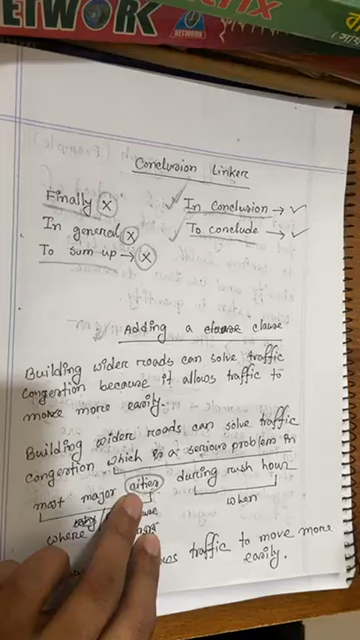 NETWORK
NETWORK
Conclusion Linker
Finally (x) In conclusion → ✓
In general (x) To conclude → ✓
To sum up → (x)
Adding a clause
Building wider roads can solve traffic
congestion because it allows traffic to
move more easily.
Building wider roads can solve traffic
congestion which is a serious problem in
most major cities during rush hour
where when
traffic to move more
easily.